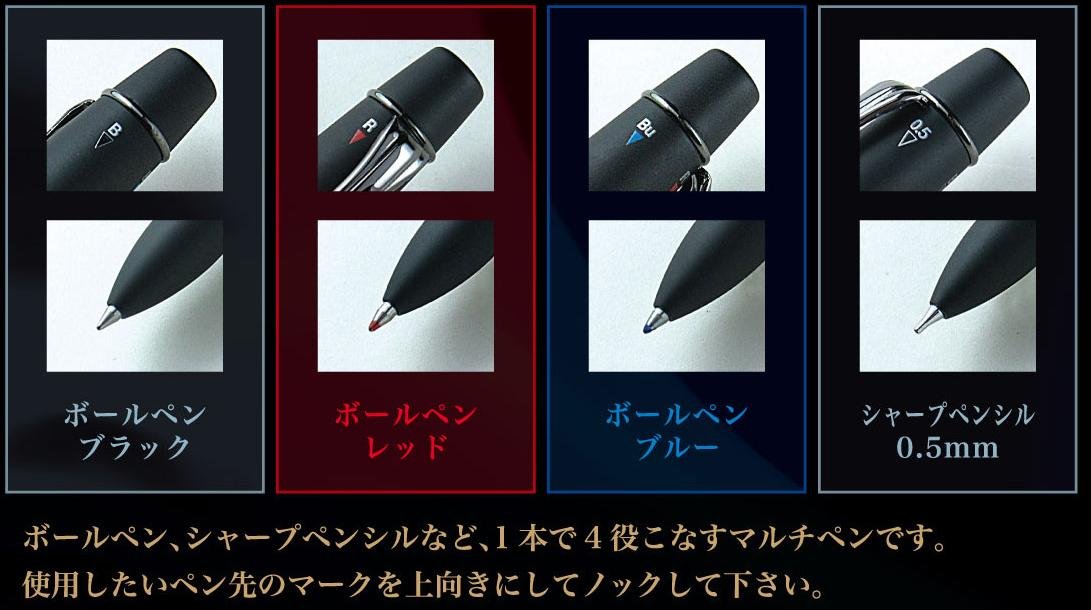 B
R
Bu
0.5
ボールペン
ブラック
ボールペン
レッド
ボールペン
ブルー
シャープペンシル
0.5mm
ボールペン、シャープペンシルなど、1本で4役こなすマルチペンです。
使用したいペン先のマークを上向きにしてノックして下さい。